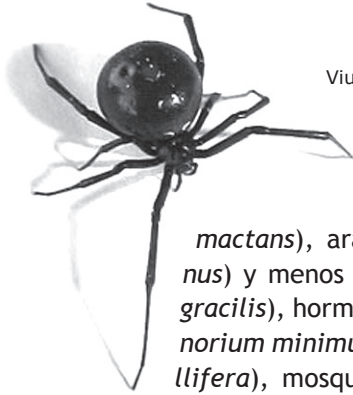 Viu
mactans), ara
nus) y menos
gracilis), horm
norium minimu
llifera), mosqu